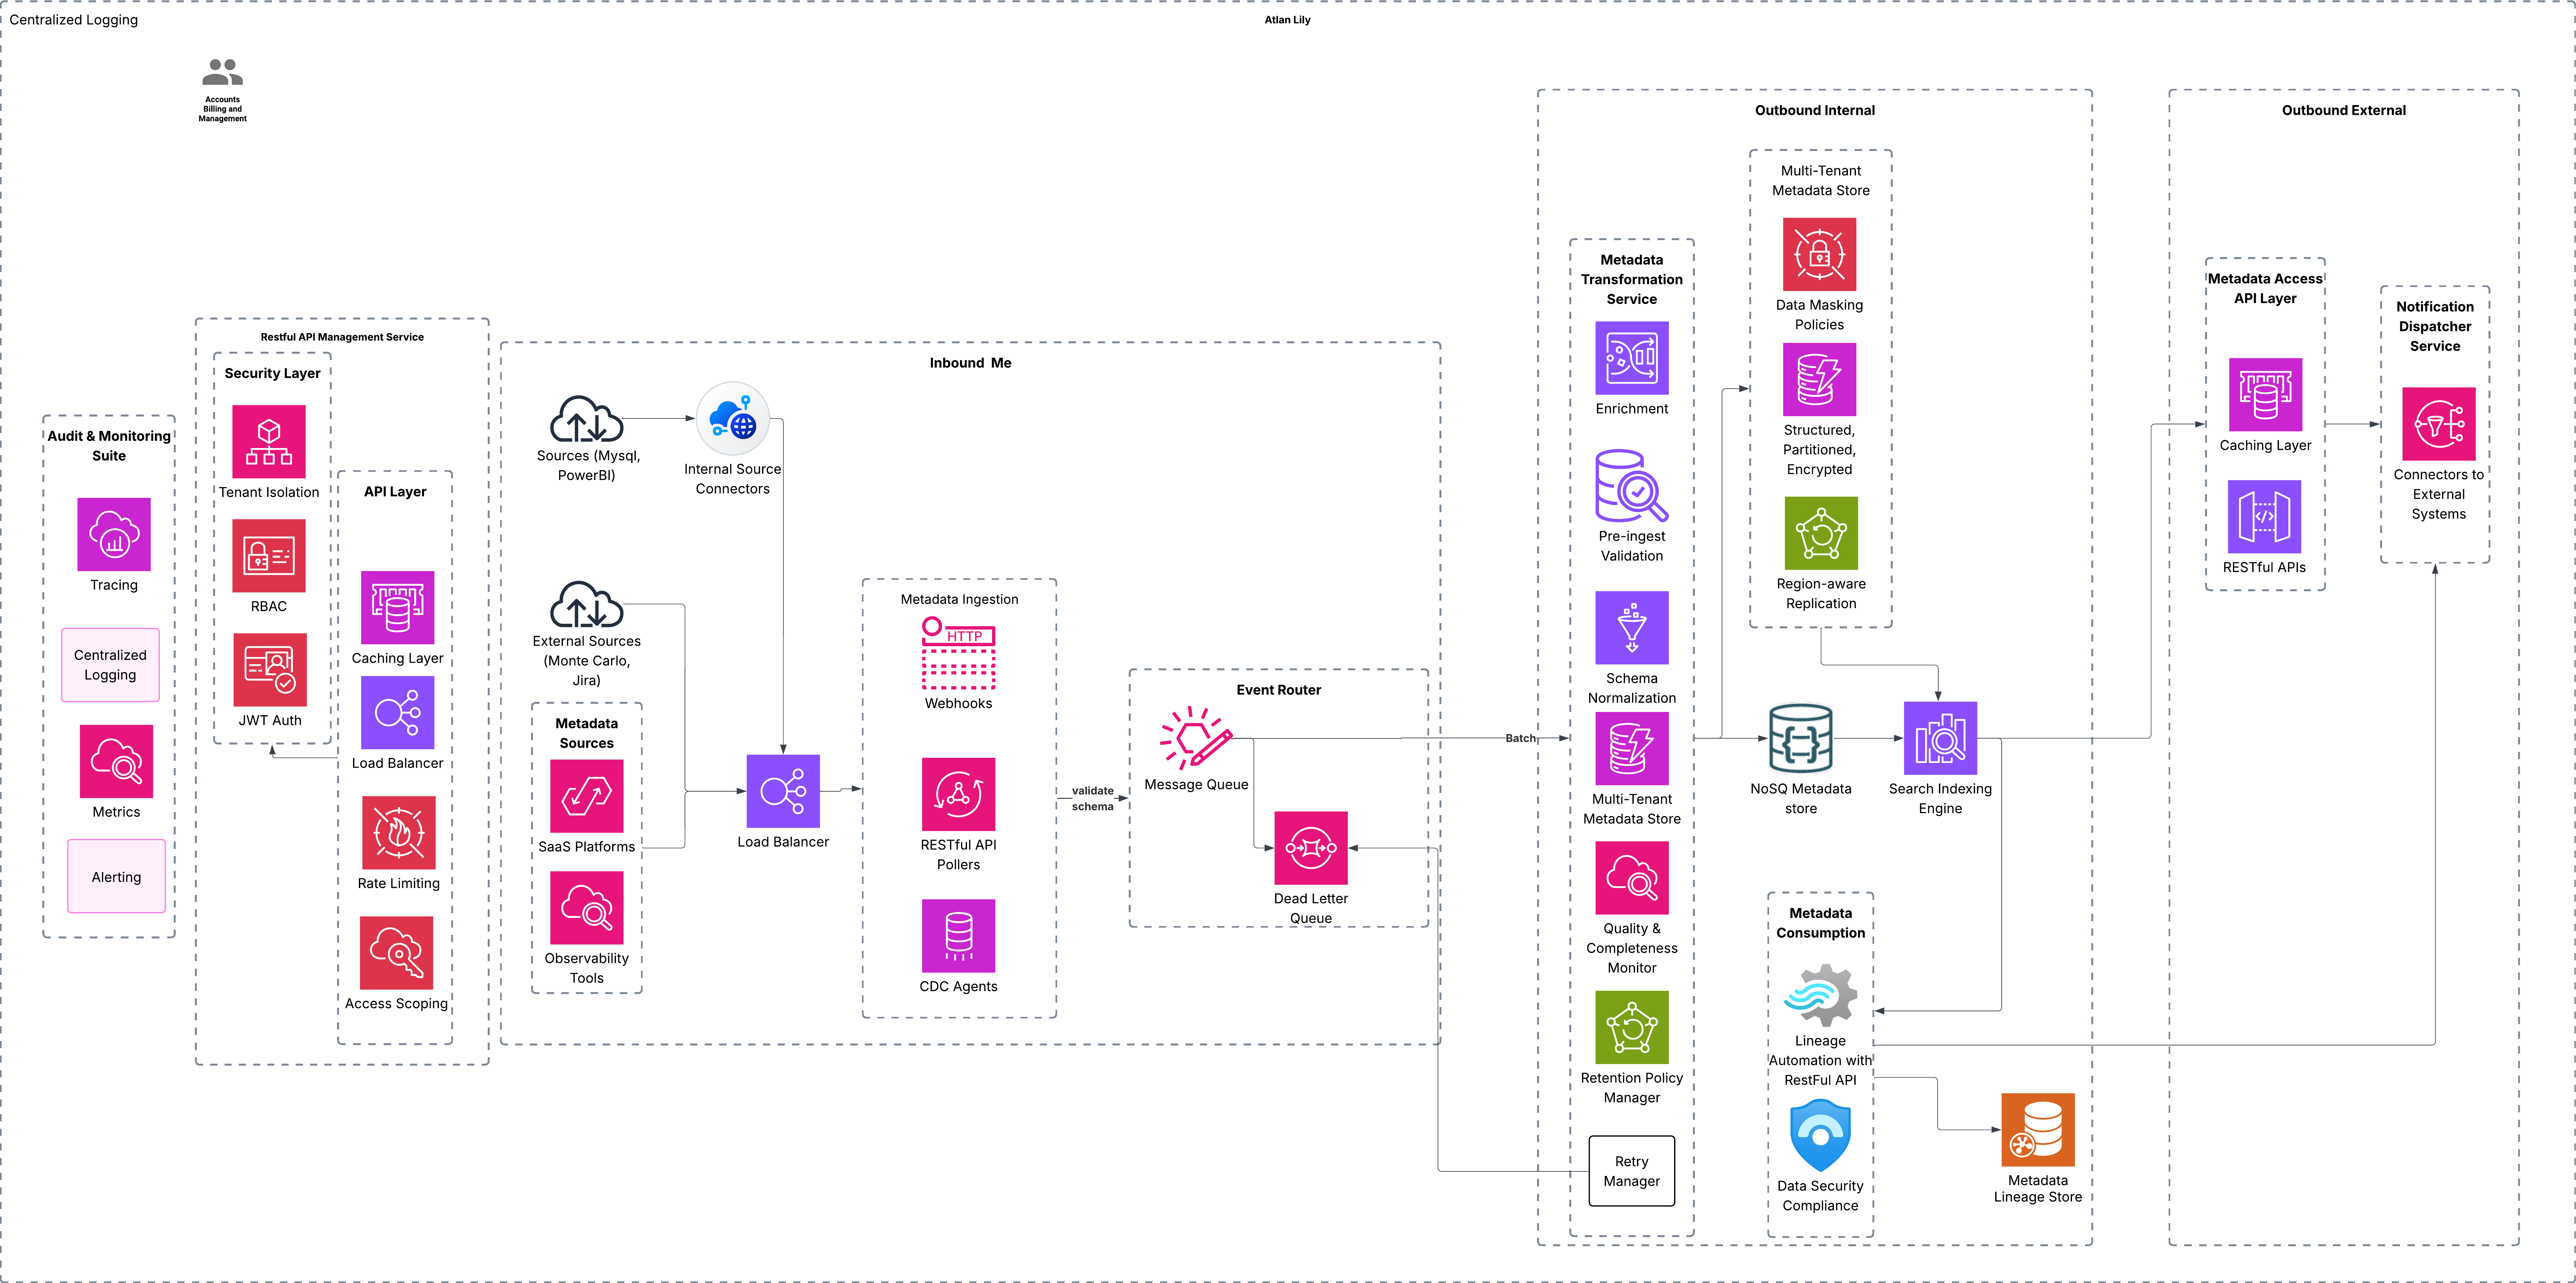 Centralized Logging
Atlan Lily
Accounts
Billing and
Management
Audit & Monitoring
Suite
Tracing
Centralized
Logging
Metrics
Alerting
Restful API Management Service
Security Layer
Tenant Isolation
RBAC
JWT Auth
API Layer
Caching Layer
Load Balancer
Rate Limiting
Access Scoping
Inbound  Me
Sources (Mysql,
PowerBI)
Internal Source
Connectors
External Sources
(Monte Carlo,
Jira)
Metadata
Sources
SaaS Platforms
Observability
Tools
Load Balancer
Metadata Ingestion
HTTP
Webhooks
RESTful API
Pollers
CDC Agents
validate
schema
Event Router
Message Queue
Dead Letter
Queue
Batch
Outbound Internal
Metadata
Transformation
Service
Enrichment
Pre-ingest
Validation
Schema
Normalization
Multi-Tenant
Metadata Store
Quality &
Completeness
Monitor
Retention Policy
Manager
Retry
Manager
Multi-Tenant
Metadata Store
Data Masking
Policies
Structured,
Partitioned,
Encrypted
Region-aware
Replication
NoSQ Metadata
store
Search Indexing
Engine
Metadata
Consumption
Lineage
Automation with
RestFul API
Data Security
Compliance
Metadata
Lineage Store
Outbound External
Metadata Access
API Layer
Caching Layer
RESTful APIs
Notification
Dispatcher
Service
Connectors to
External
Systems